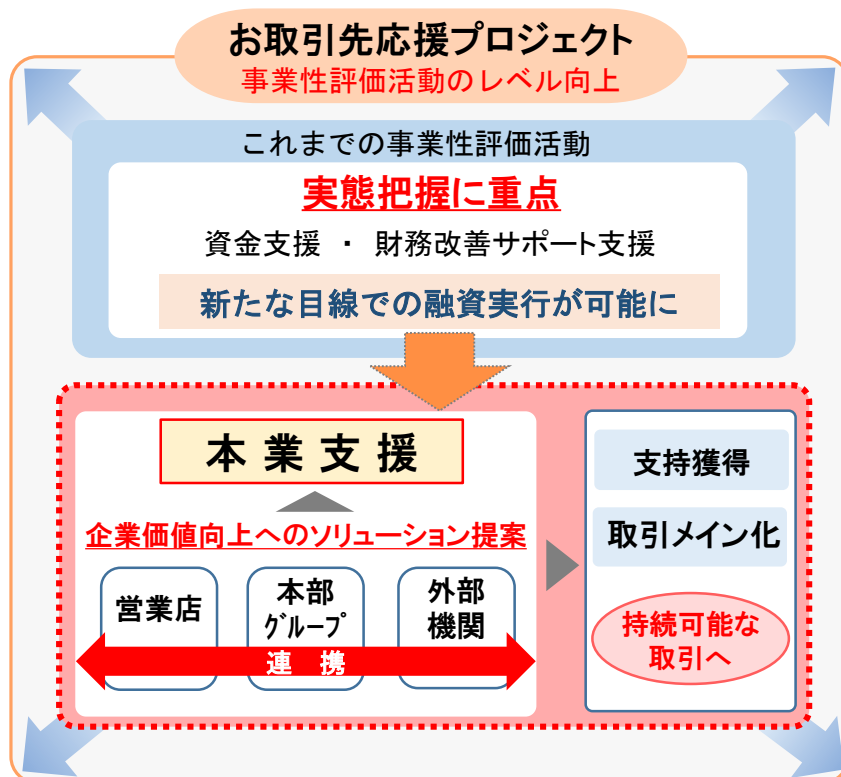 お取引先応援プロジェクト
事業性評価活動のレベル向上
これまでの事業性評価活動
実態把握に重点
資金支援 ・ 財務改善サポート支援
新たな目線での融資実行が可能に
本業支援
企業価値向上へのソリューション提案
営業店
本部
グループ
外部
機関
連 携
支持獲得
取引メイン化
持続可能な
取引へ